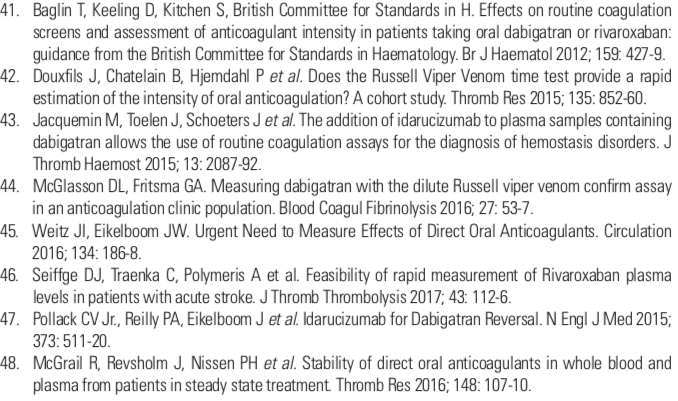 41. Baglin T, Keeling D, Kitchen S, British Committee for Standards in H. Effects on routine coagulation
screens and assessment of anticoagulant intensity in patients taking oral dabigatran or rivaroxaban:
guidance from the British Committee for Standards in Haematology. Br J Haematol 2012; 159: 427-9.
42. Douxfils J, Chatelain B, Hjemdahl P et al. Does the Russell Viper Venom time test provide a rapid
estimation of the intensity of oral anticoagulation? A cohort study. Thromb Res 2015; 135: 852-60.
43. Jacquemin M, Toelen J, Schoeters J et al. The addition of idarucizumab to plasma samples containing
dabigatran allows the use of routine coagulation assays for the diagnosis of hemostasis disorders. J
Thromb Haemost 2015; 13: 2087-92.
44. McGlasson DL, Fritsma GA. Measuring dabigatran with the dilute Russell viper venom confirm assay
in an anticoagulation clinic population. Blood Coagul Fibrinolysis 2016; 27: 53-7.
45. Weitz JI, Eikelboom JW. Urgent Need to Measure Effects of Direct Oral Anticoagulants. Circulation
2016; 134: 186-8.
46. Seiffge DJ, Traenka C, Polymeris A et al. Feasibility of rapid measurement of Rivaroxaban plasma
levels in patients with acute stroke. J Thromb Thrombolysis 2017; 43: 112-6.
47. Pollack CV Jr., Reilly PA, Eikelboom J et al. Idarucizumab for Dabigatran Reversal. N Engl J Med 2015;
373: 511-20.
48. McGrail R, Revsholm J, Nissen PH et al. Stability of direct oral anticoagulants in whole blood and
plasma from patients in steady state treatment. Thromb Res 2016; 148: 107-10.